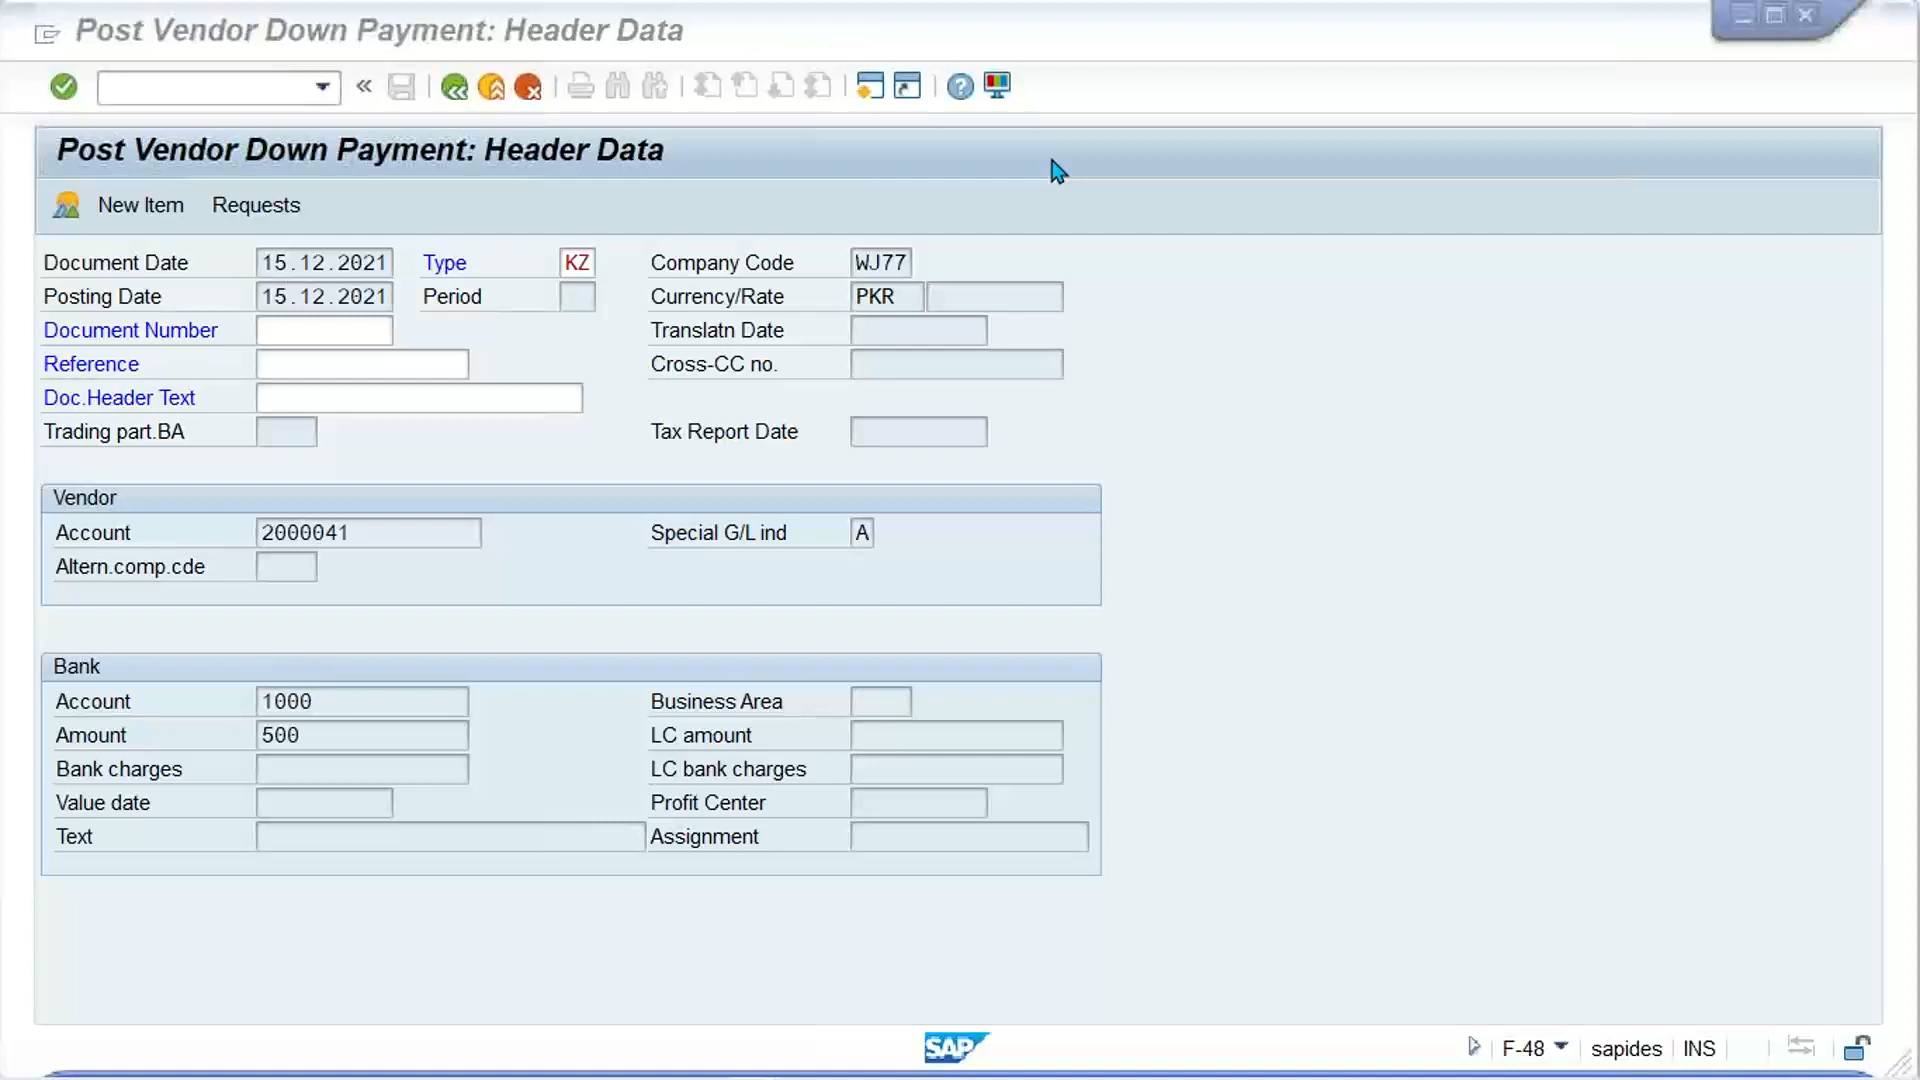 Post Vendor Down Payment: Header Data
Post Vendor Down Payment: Header Data
New Item Requests
Document Date 15.12.2021 Type KZ Company Code WJ77
Posting Date 15.12.2021 Period Currency/Rate PKR
Document Number Translatn Date
Reference Cross-CC no.
Doc.Header Text
Trading part.BA Tax Report Date
Vendor
Account 2000041 Special G/L ind A
Altern.comp.cde
Bank
Account 1000 Business Area
Amount 500 LC amount
Bank charges LC bank charges
Value date Profit Center
Text Assignment
SAP F-48 sapides INS